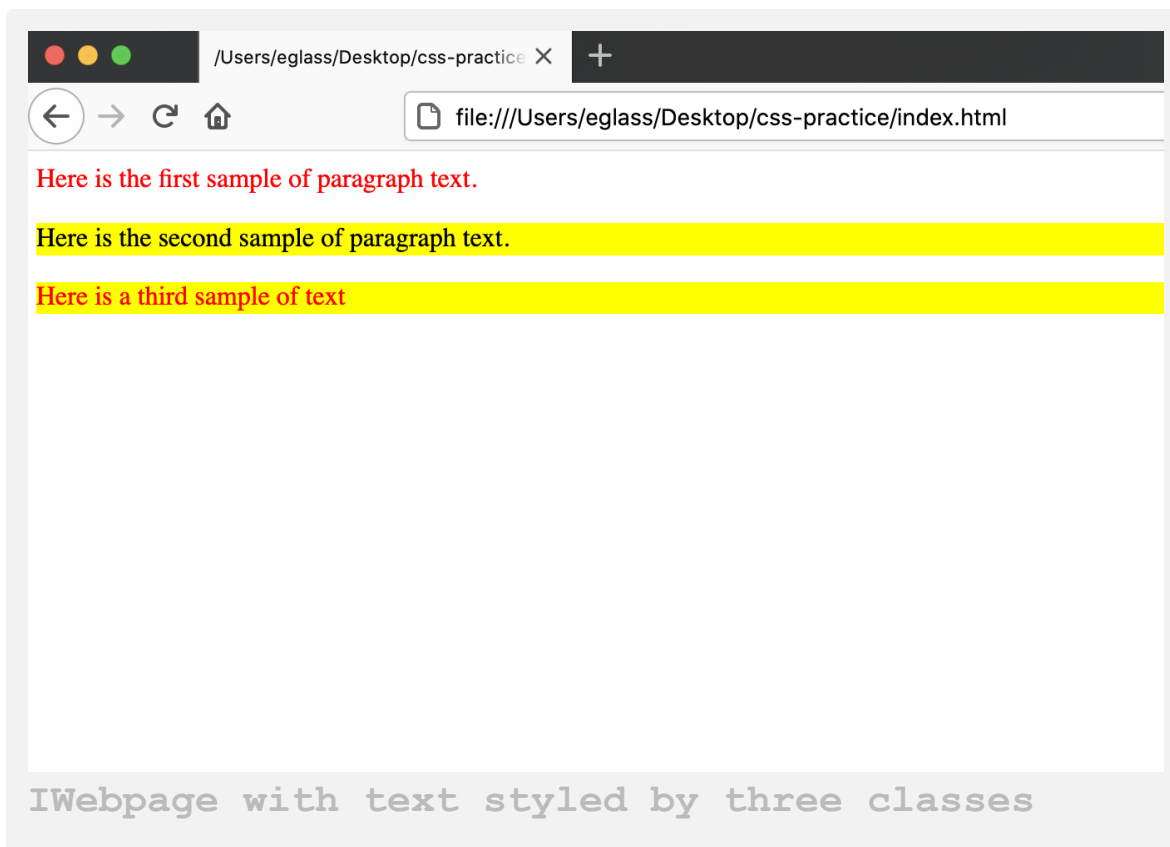 /Users/eglass/Desktop/css-practice
file:///Users/eglass/Desktop/css-practice/index.html
Here is the first sample of paragraph text.
Here is the second sample of paragraph text.
Here is a third sample of text
IWebpage with text styled by three classes